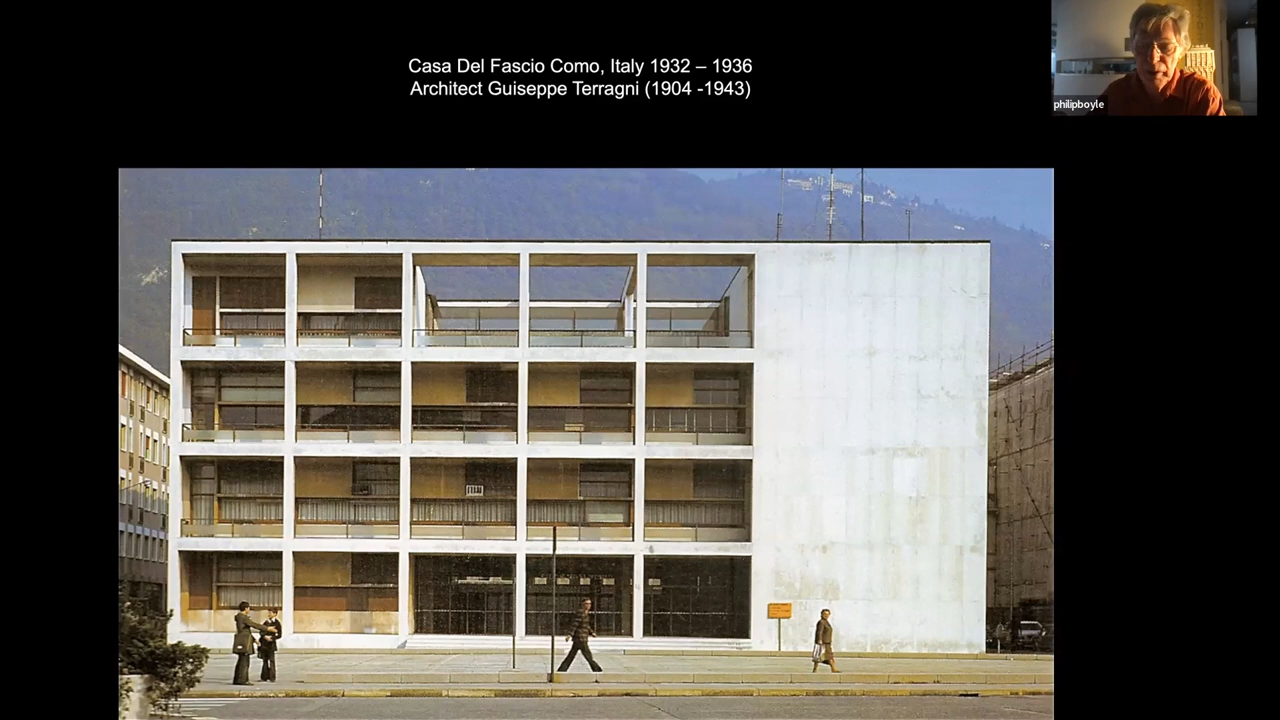 Casa Del Fascio Como, Italy 1932 – 1936
Architect Guiseppe Terragni (1904 -1943)
philipboyle